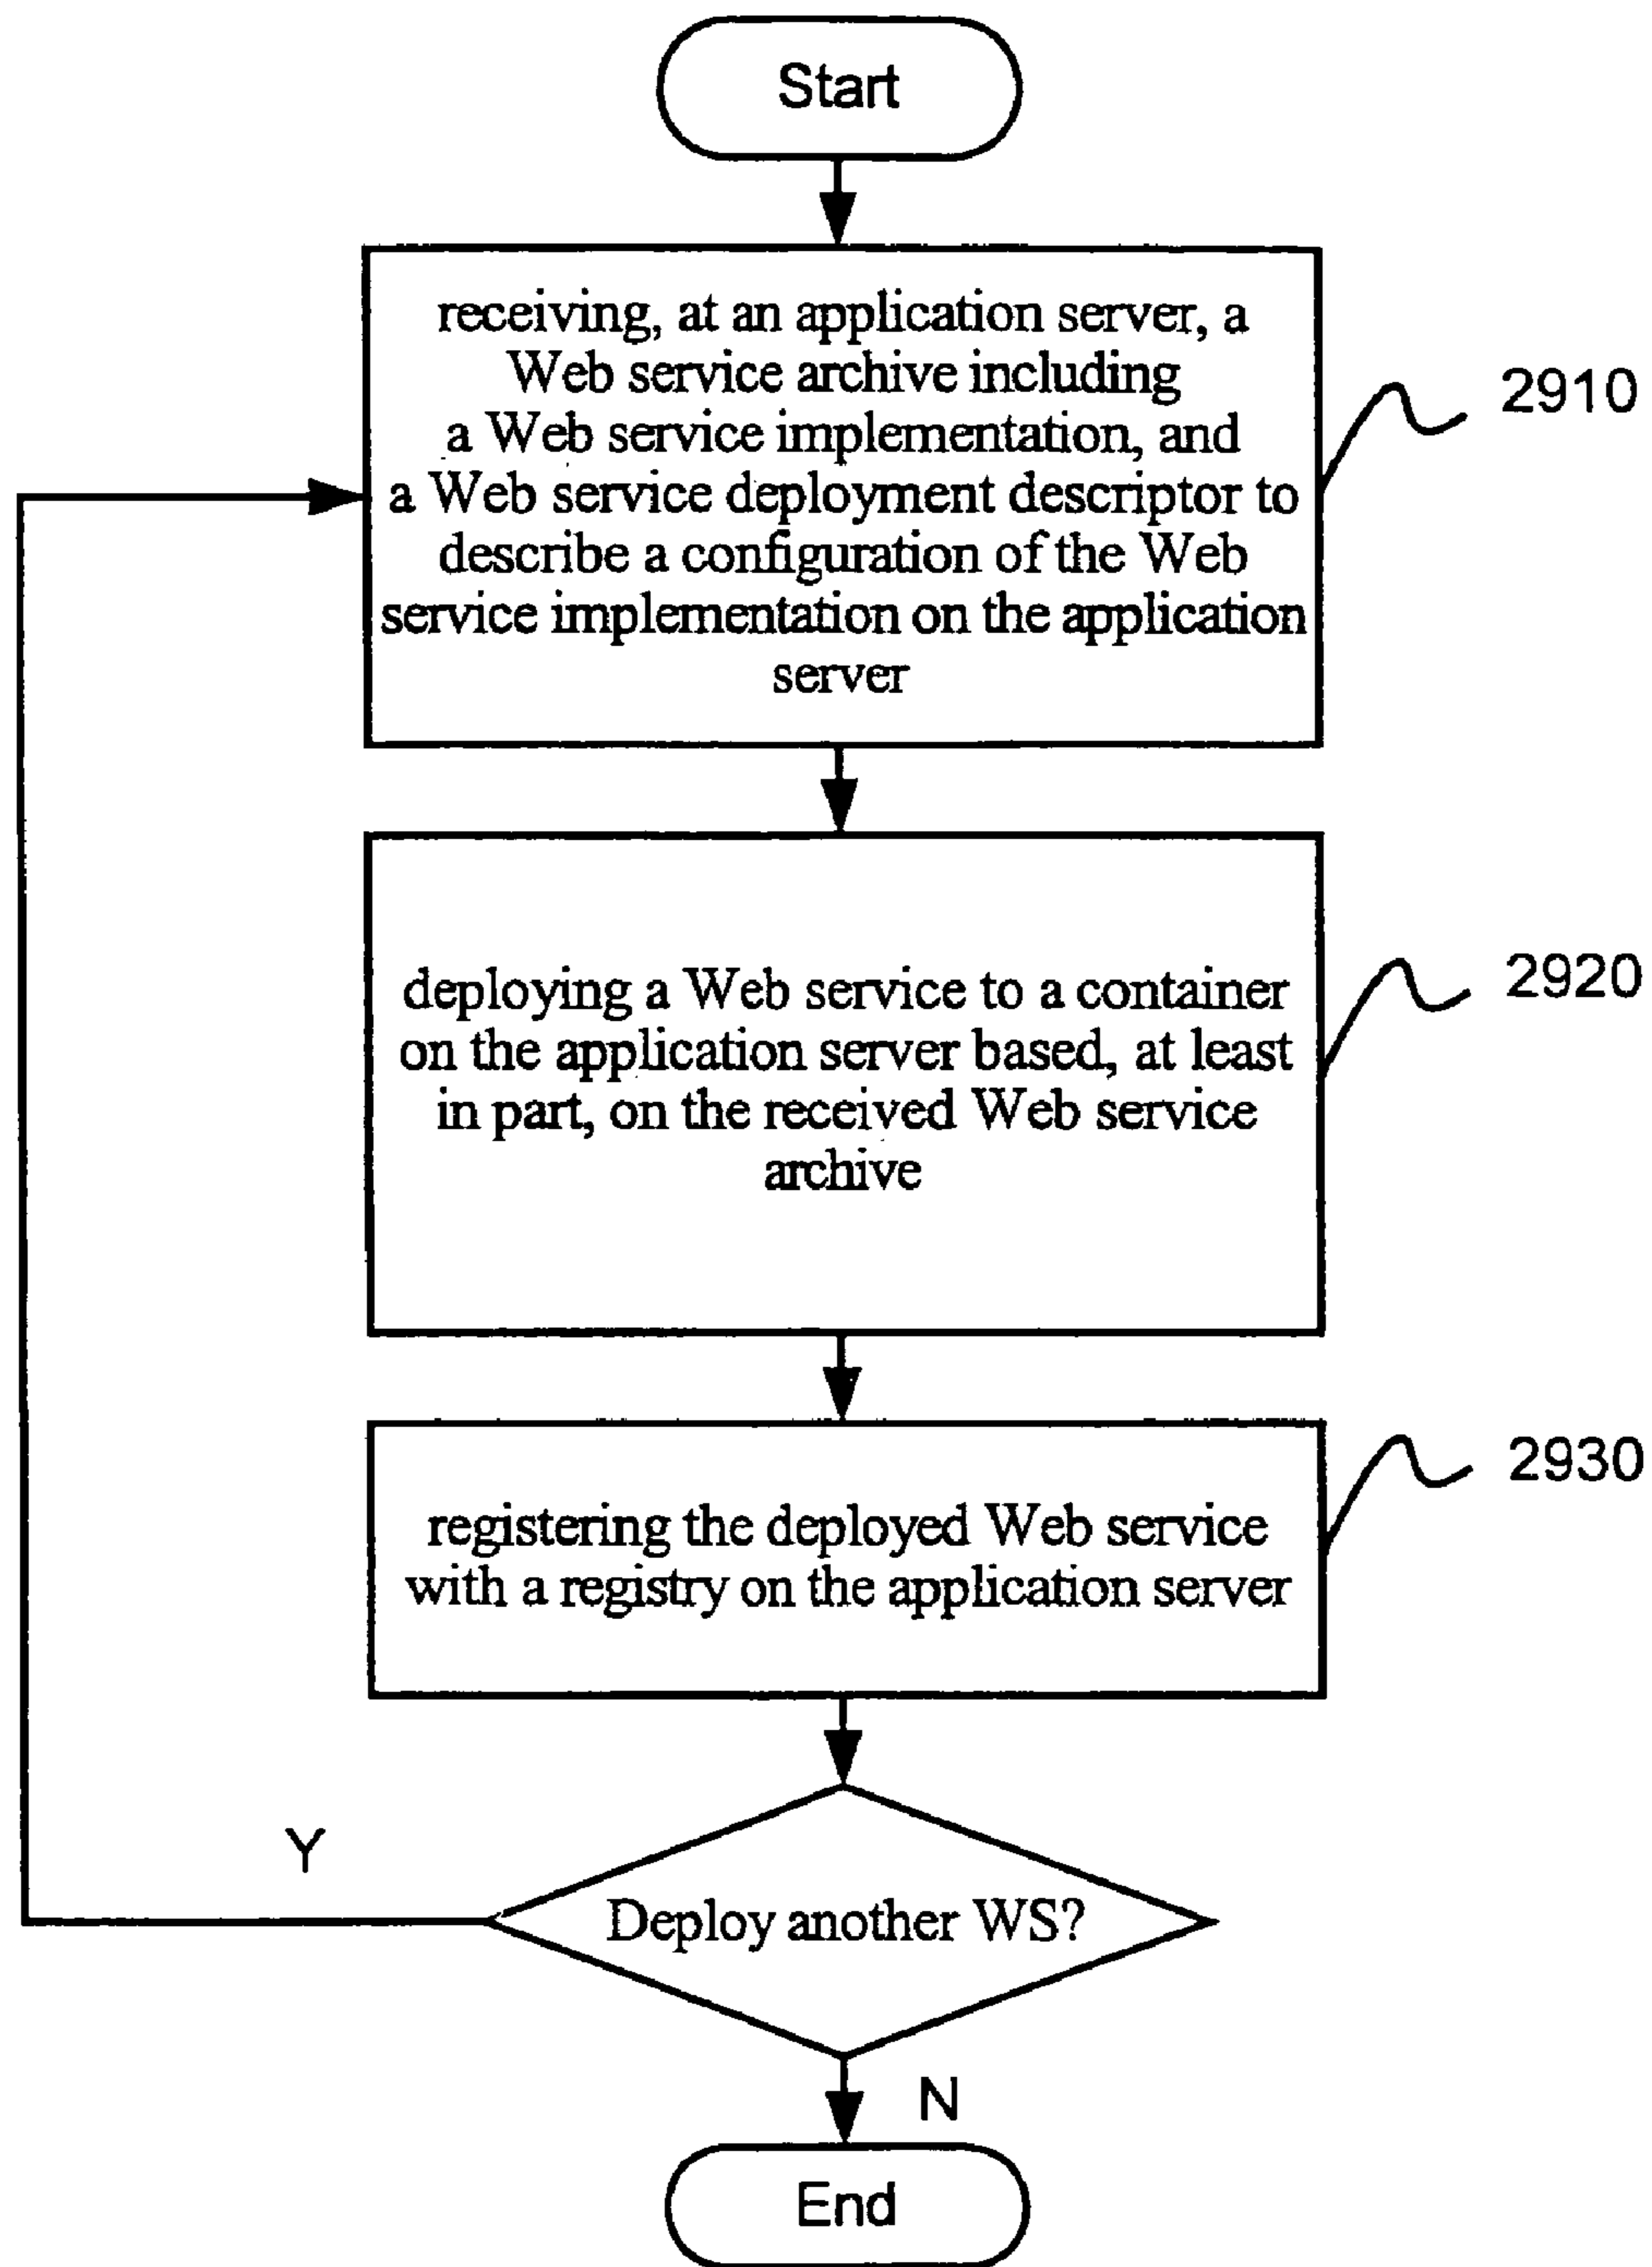 Start
receiving, at an application server, a
Web service archive including
a Web service implementation, and
a Web service deployment descriptor to
describe a configuration of the Web
service implementation on the application
server
2910
deploying a Web service to a container
on the application server based, at least
in part, on the received Web service
archive
2920
registering the deployed Web service
with a registry on the application server
2930
Y
Deploy another WS?
N
End